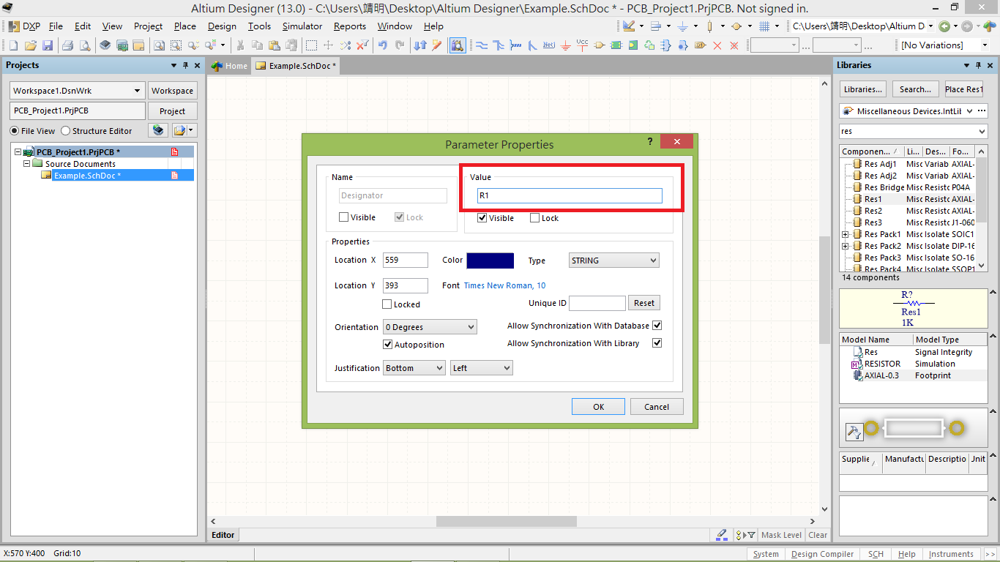 Altium Designer (13.0) - C:\Users\靖明\Desktop\Altium Designer\Example.SchDoc * - PCB_Project1.PrjPCB. Not signed in.
DXP File Edit View Project Place Design Tools Simulator Reports Window Help C:\Users\靖明\Desktop\Altium D
Net Vcc D1 ... ... [No Variations]
Projects
Workspace1.DsnWrk Workspace
PCB_Project1.PrjPCB Project
File View Structure Editor
PCB_Project1.PrjPCB *
Source Documents
Example.SchDoc *
Home Example.SchDoc *
Parameter Properties
?
Name
Designator
Visible Lock
Value
R1
Visible Lock
Properties
Location X 559 Color Type STRING
Location Y 393 Font Times New Roman, 10
Locked Unique ID Reset
Orientation 0 Degrees Allow Synchronization With Database
Autoposition Allow Synchronization With Library
Justification Bottom Left
OK Cancel
Editor Mask Level Clear
Libraries
Libraries... Search... Place Res1
Miscellaneous Devices.IntLib ...
res
Componen... Li... Des... Fo...
Res Adj1 Misc Variab AXIAL-
Res Adj2 Misc Variab AXIAL-
Res Bridge Misc Resisto P04A
Res1 Misc Resisto AXIAL-
Res2 Misc Resisto AXIAL-
Res3 Misc Resisto J1-060
Res Pack1 Misc Isolate SOIC1
Res Pack2 Misc Isolate DIP-16
Res Pack3 Misc Isolate SO-16
Res Pack4 Misc Isolate SSOP1
14 components
R?
Res1
1K
Model Name Model Type
Res Signal Integrity
RESISTOR Simulation
AXIAL-0.3 Footprint
Supplie Manufactu Descriptio Unit
X:570 Y:400 Grid:10
System Design Compiler SCH Help Instruments >>